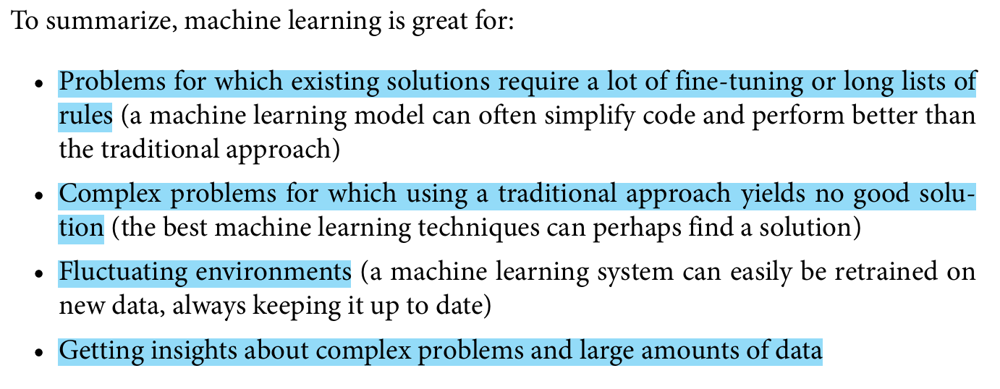 To summarize, machine learning is great for:
• Problems for which existing solutions require a lot of fine-tuning or long lists of
rules (a machine learning model can often simplify code and perform better than
the traditional approach)
• Complex problems for which using a traditional approach yields no good solu-
tion (the best machine learning techniques can perhaps find a solution)
• Fluctuating environments (a machine learning system can easily be retrained on
new data, always keeping it up to date)
• Getting insights about complex problems and large amounts of data